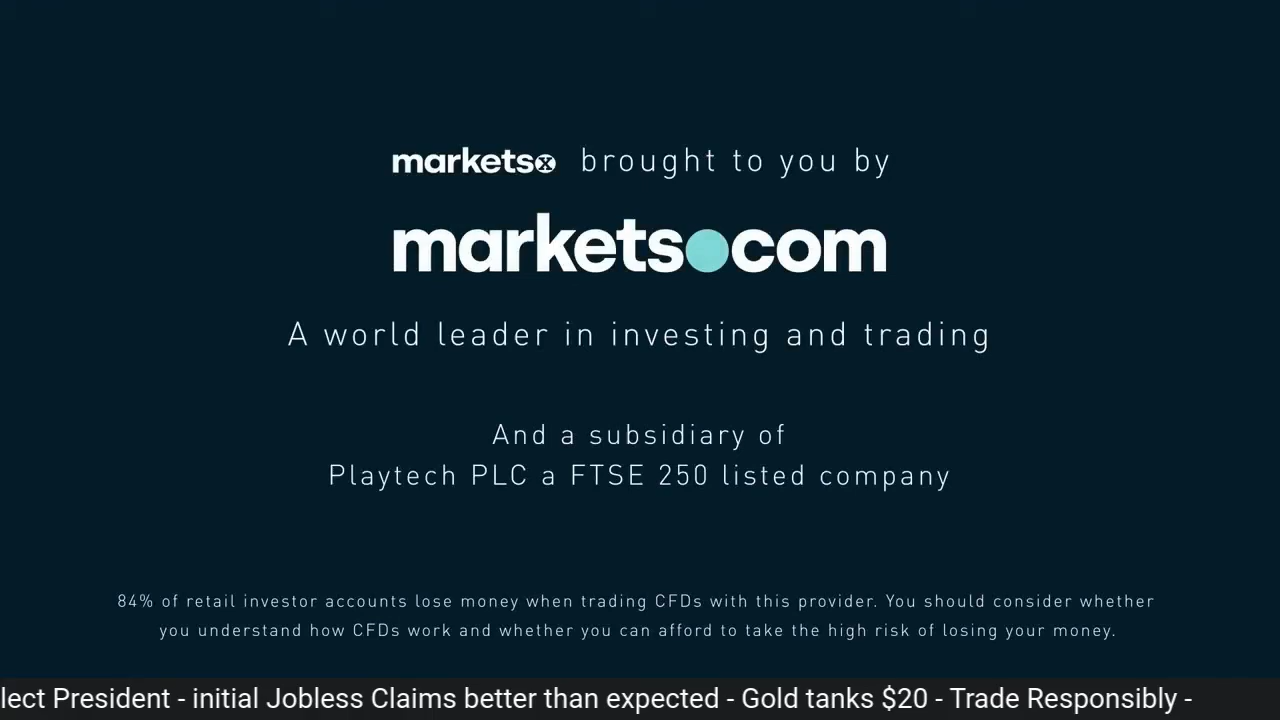 marketsx brought to you by
markets.com
A world leader in investing and trading
And a subsidiary of
Playtech PLC a FTSE 250 listed company
84% of retail investor accounts lose money when trading CFDs with this provider. You should consider whether
you understand how CFDs work and whether you can afford to take the high risk of losing your money.
lect President - initial Jobless Claims better than expected - Gold tanks $20 - Trade Responsibly -